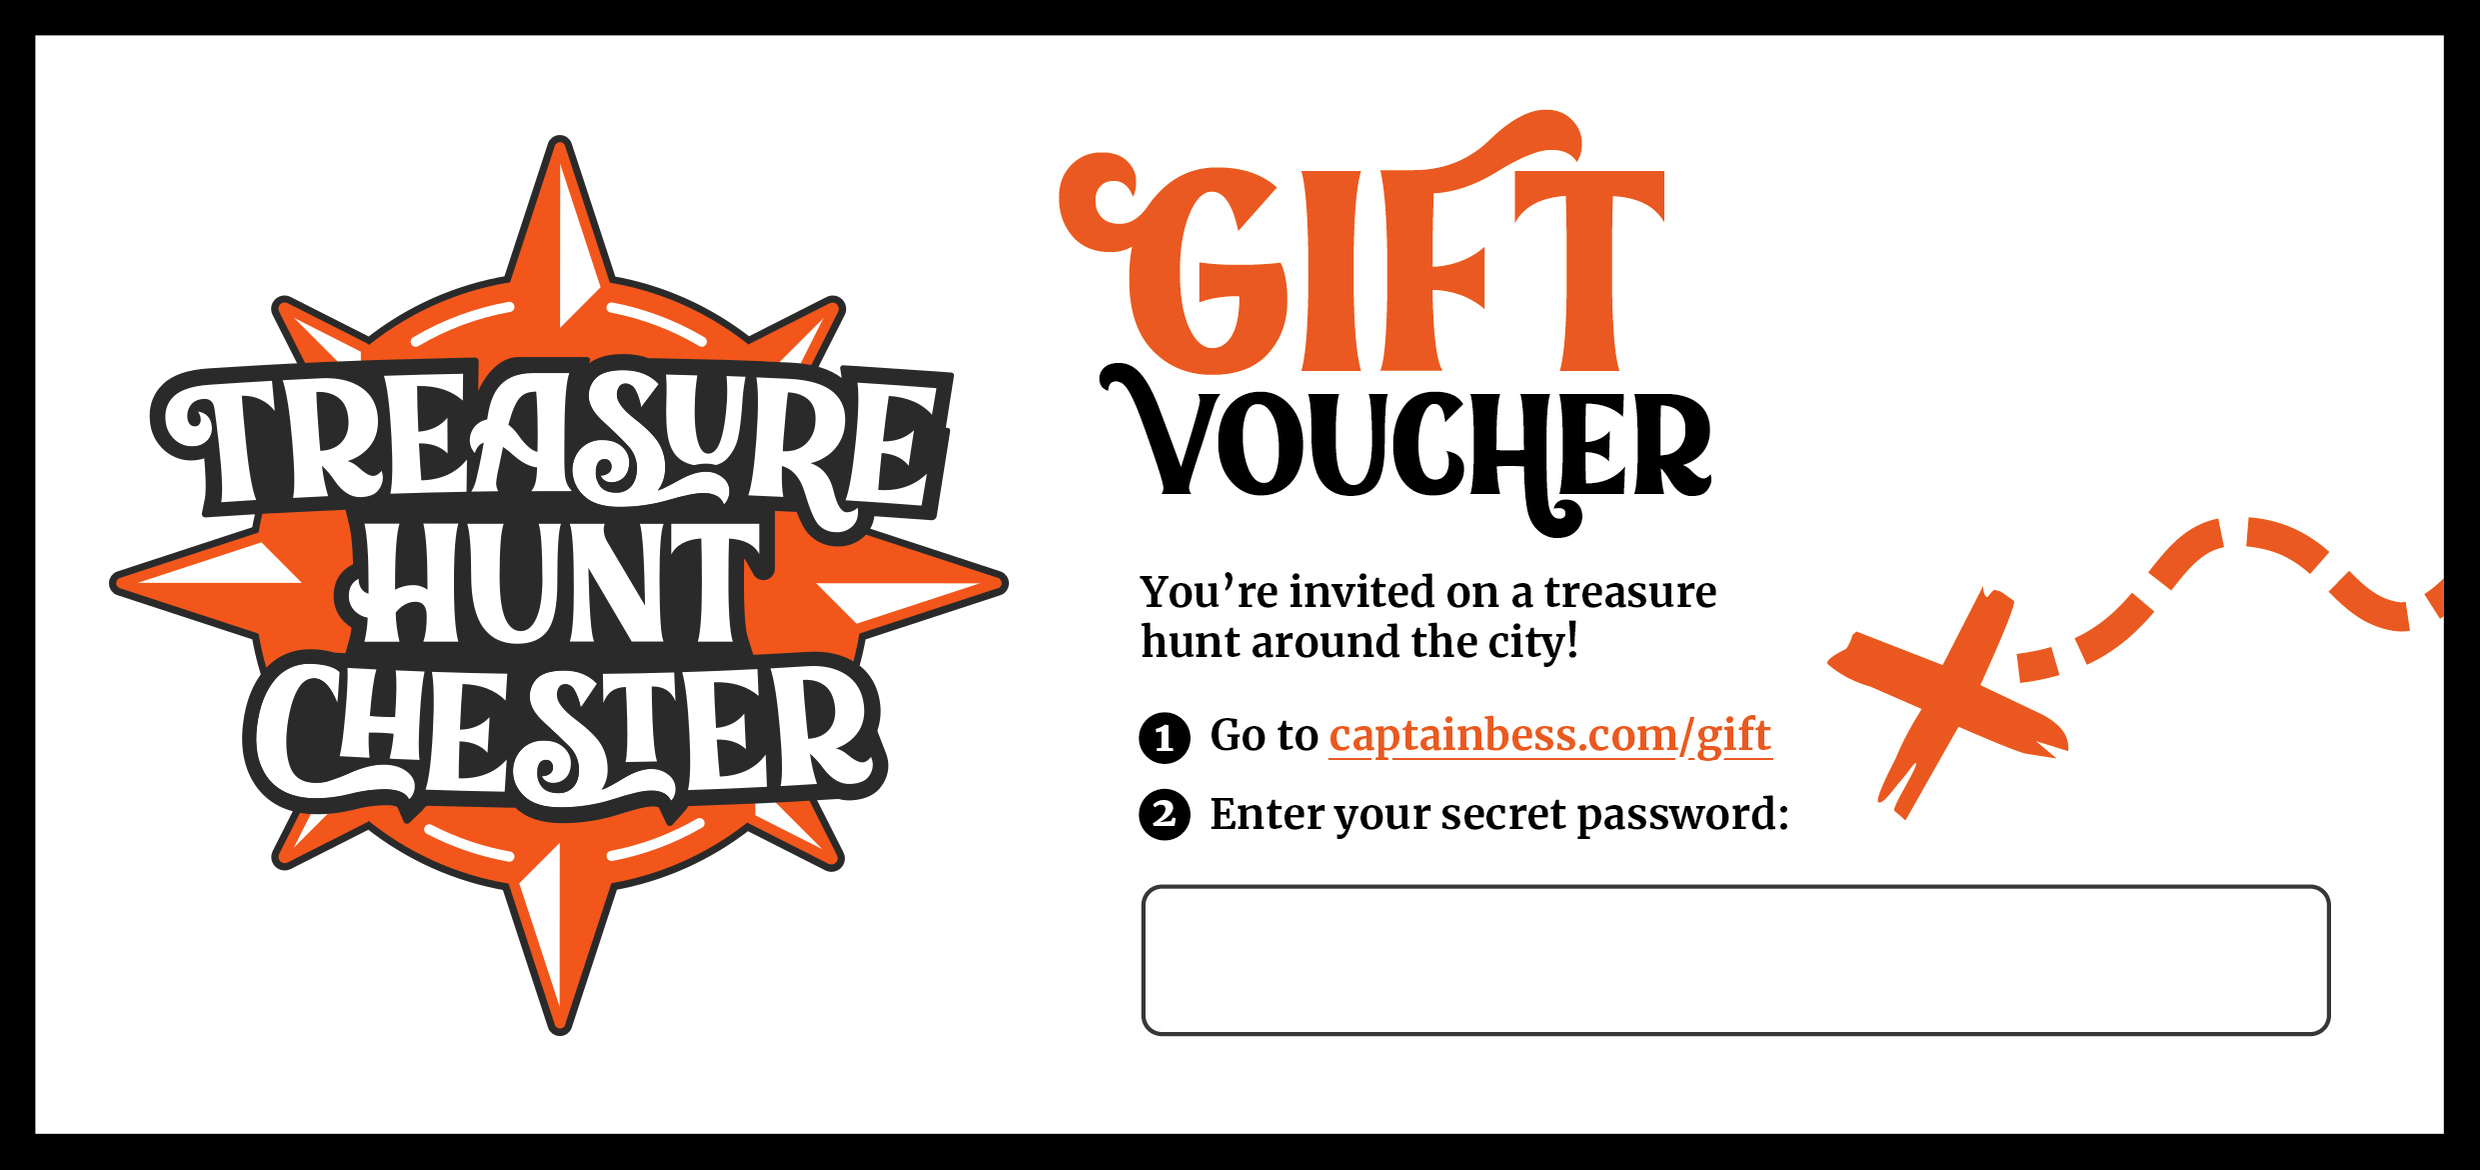 TREASURE
HUNT
CHESTER
GIFT
VOUCHER
You’re invited on a treasure
hunt around the city!
1 Go to captainbess.com/gift
2 Enter your secret password: